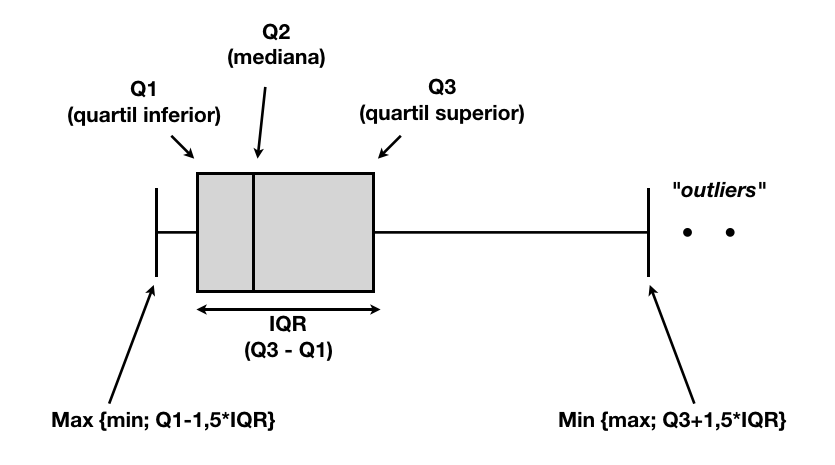 Q2
(mediana)
Q1
(quartil inferior)
Q3
(quartil superior)
"outliers"
IQR
(Q3 - Q1)
Max {min; Q1-1,5*IQR}
Min {max; Q3+1,5*IQR}